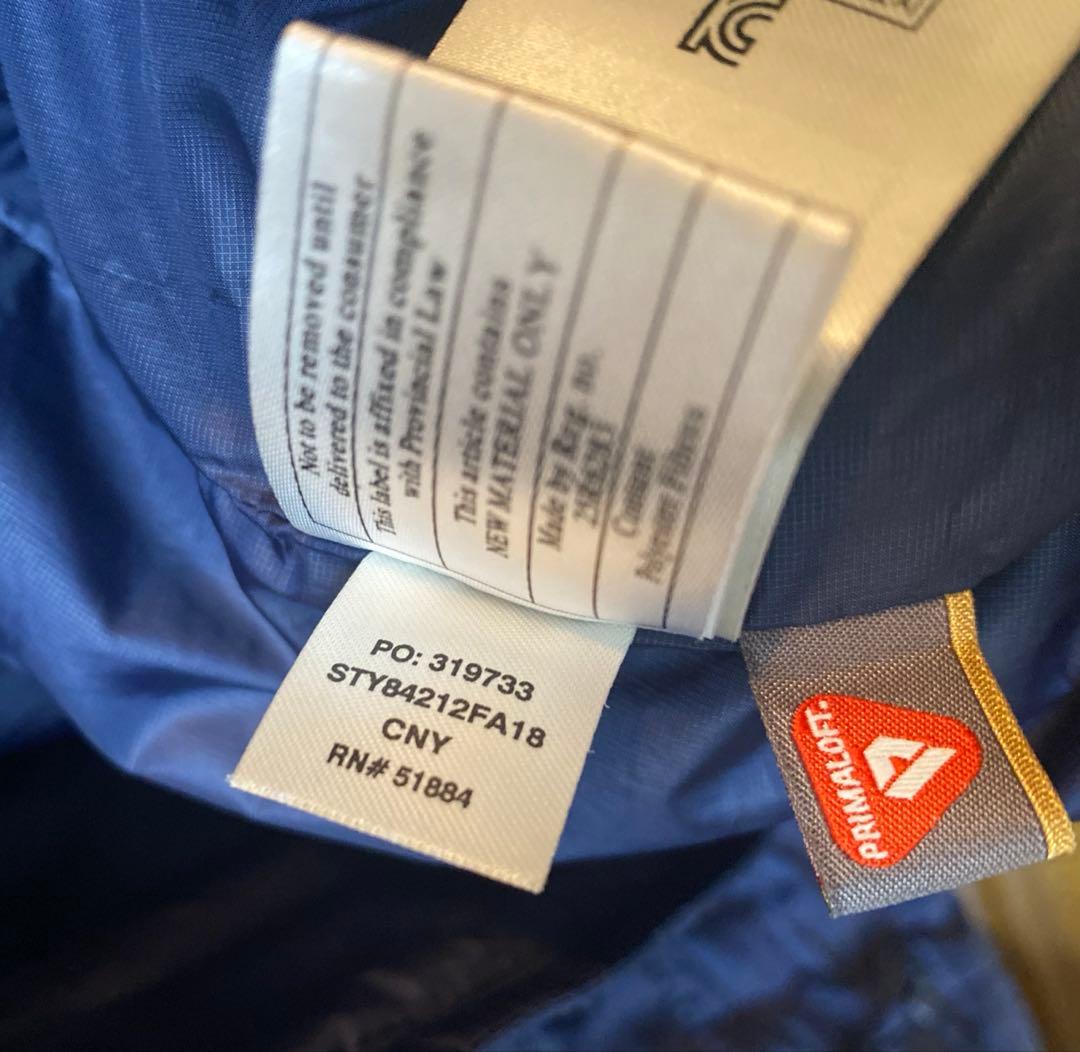 Not to be removed until
delivered to the consumer
This label is affixed in compliance
with Provincial Law
This article contains
NEW MATERIAL ONLY
Made by Reg. no.
Content
Polyester Fibres
PO: 319733
STY84212FA18
CNY
RN# 51884
PRIMALOFT.